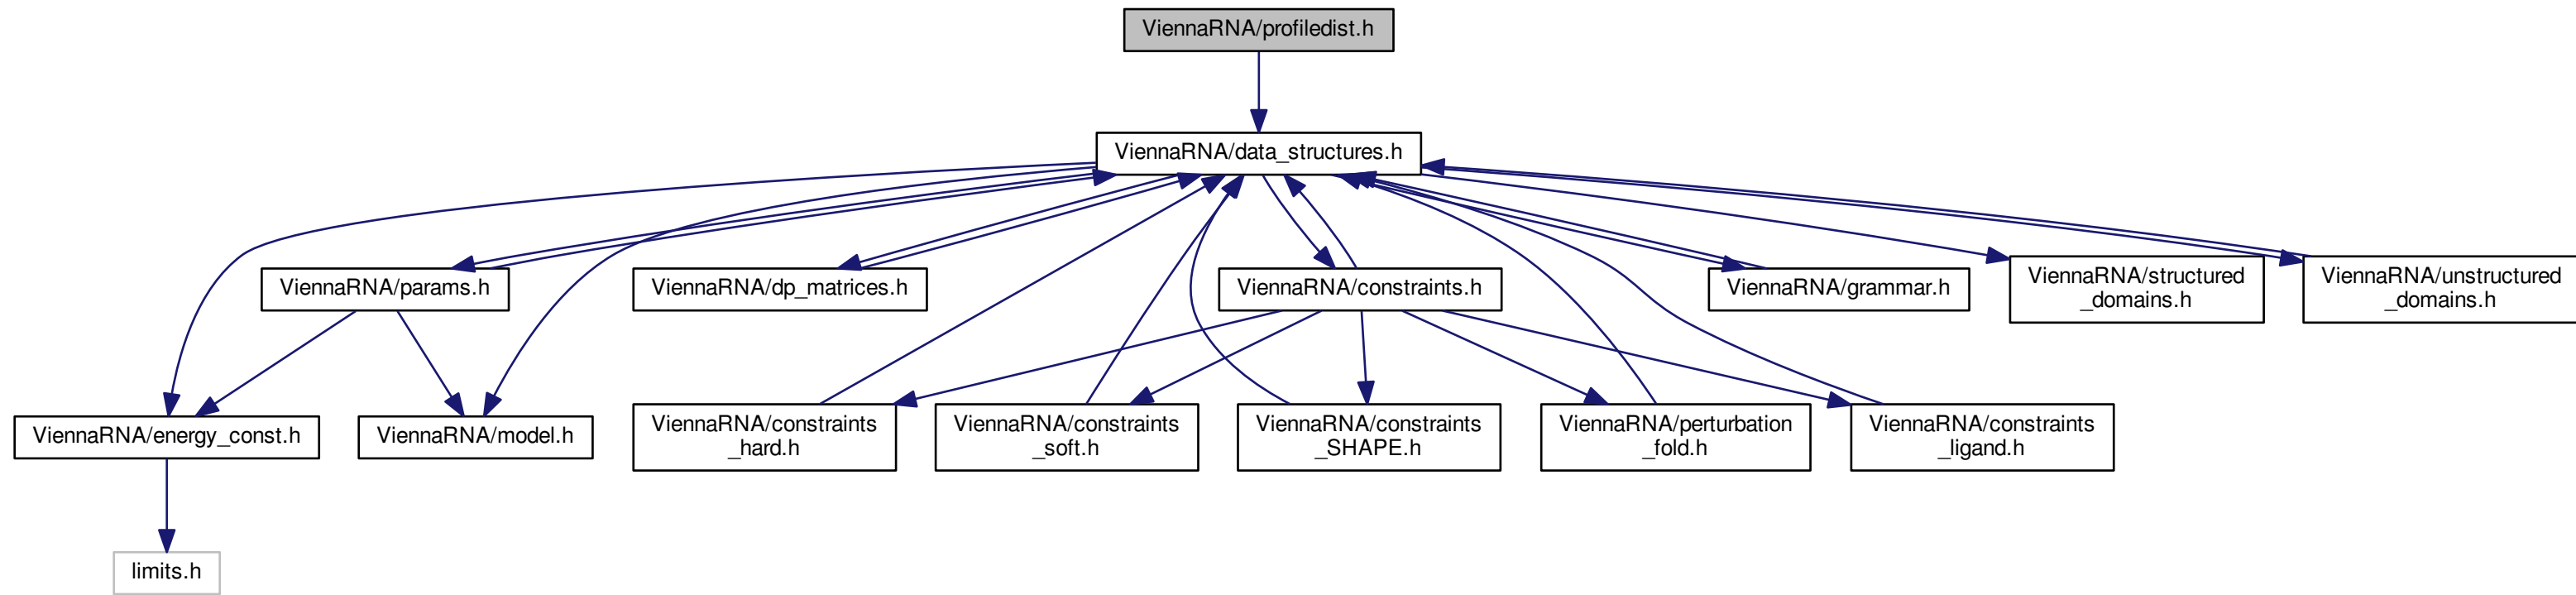 ViennaRNA/profiledist.h
ViennaRNA/data_structures.h
ViennaRNA/params.h
ViennaRNA/dp_matrices.h
ViennaRNA/constraints.h
ViennaRNA/grammar.h
ViennaRNA/structured
_domains.h
ViennaRNA/unstructured
_domains.h
ViennaRNA/energy_const.h
ViennaRNA/model.h
ViennaRNA/constraints
_hard.h
ViennaRNA/constraints
_soft.h
ViennaRNA/constraints
_SHAPE.h
ViennaRNA/perturbation
_fold.h
ViennaRNA/constraints
_ligand.h
limits.h